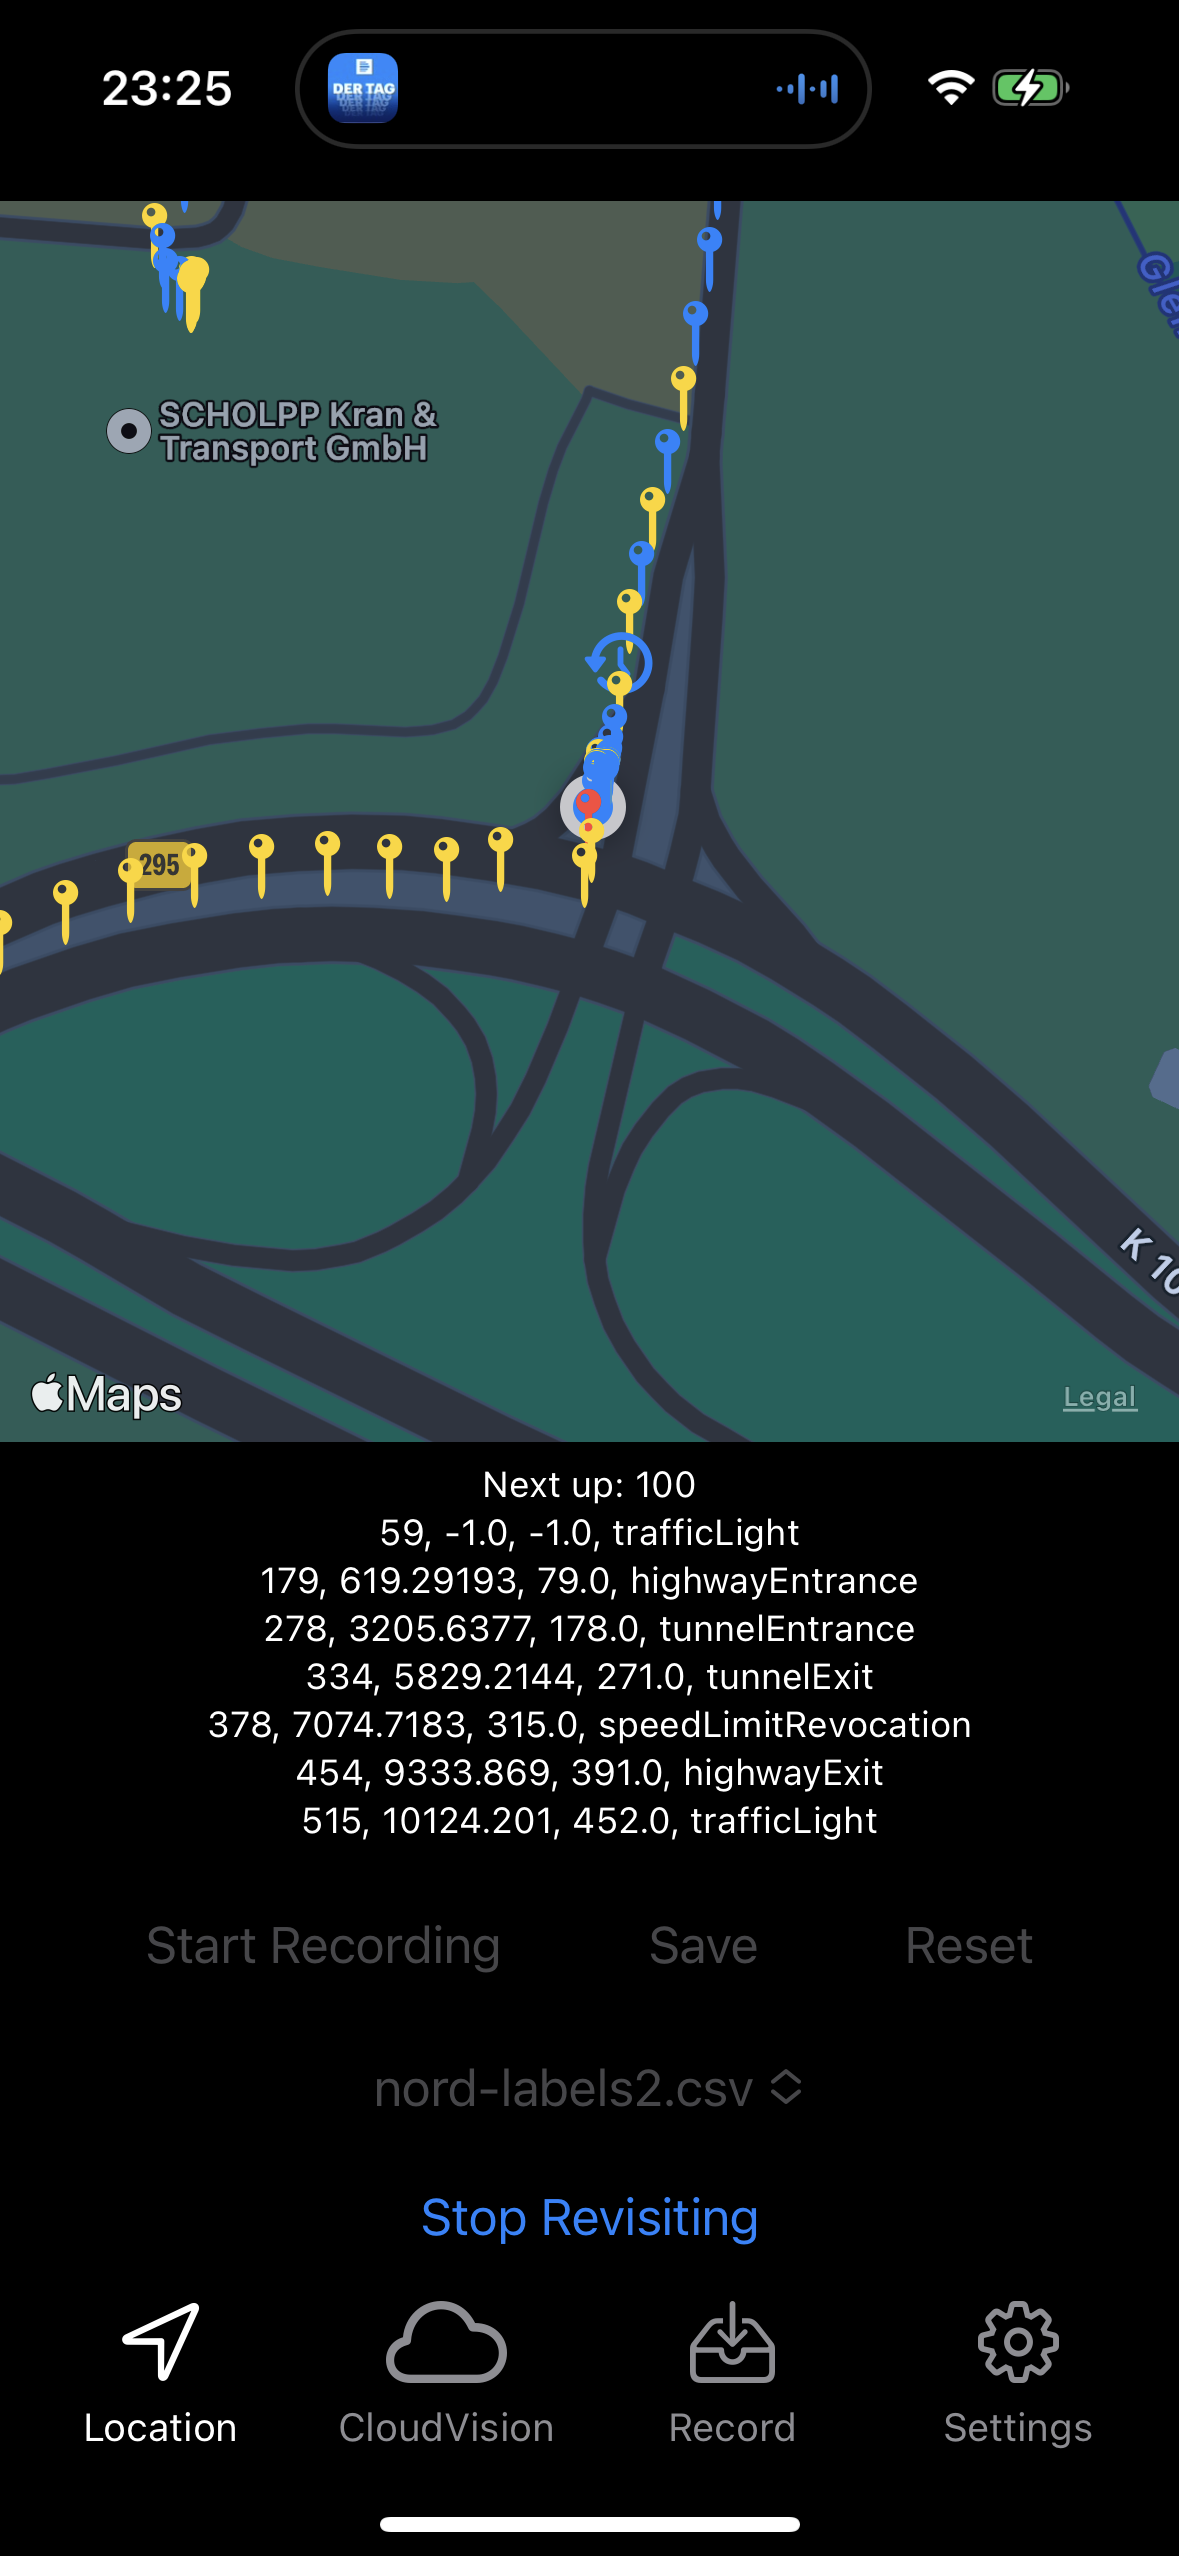 23:25
DER TAG
SCHOLPP Kran &
Transport GmbH
295
Maps
Legal
Next up: 100
59, -1.0, -1.0, trafficLight
179, 619.29193, 79.0, highwayEntrance
278, 3205.6377, 178.0, tunnelEntrance
334, 5829.2144, 271.0, tunnelExit
378, 7074.7183, 315.0, speedLimitRevocation
454, 9333.869, 391.0, highwayExit
515, 10124.201, 452.0, trafficLight
Start Recording Save Reset
nord-labels2.csv
Stop Revisiting
Location CloudVision Record Settings